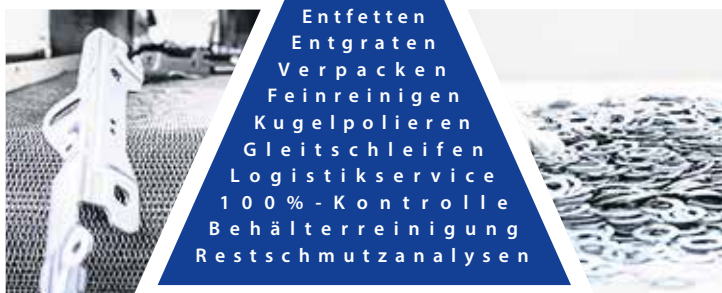 Entfetten
Entgraten
Verpacken
Feinreinigen
Kugelpolieren
Gleitschleifen
Logistikservice
100%-Kontrolle
Behälterreinigung
Restschmutzanalysen